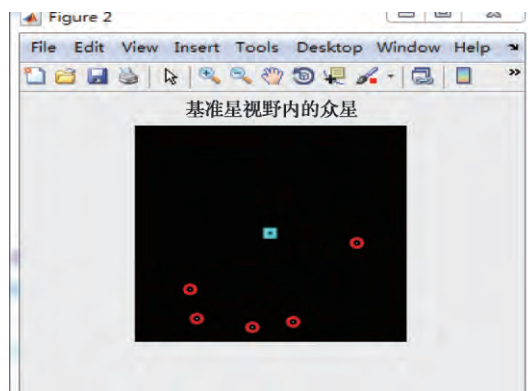 Figure 2
File Edit View Insert Tools Desktop Window Help
基准星视野内的众星